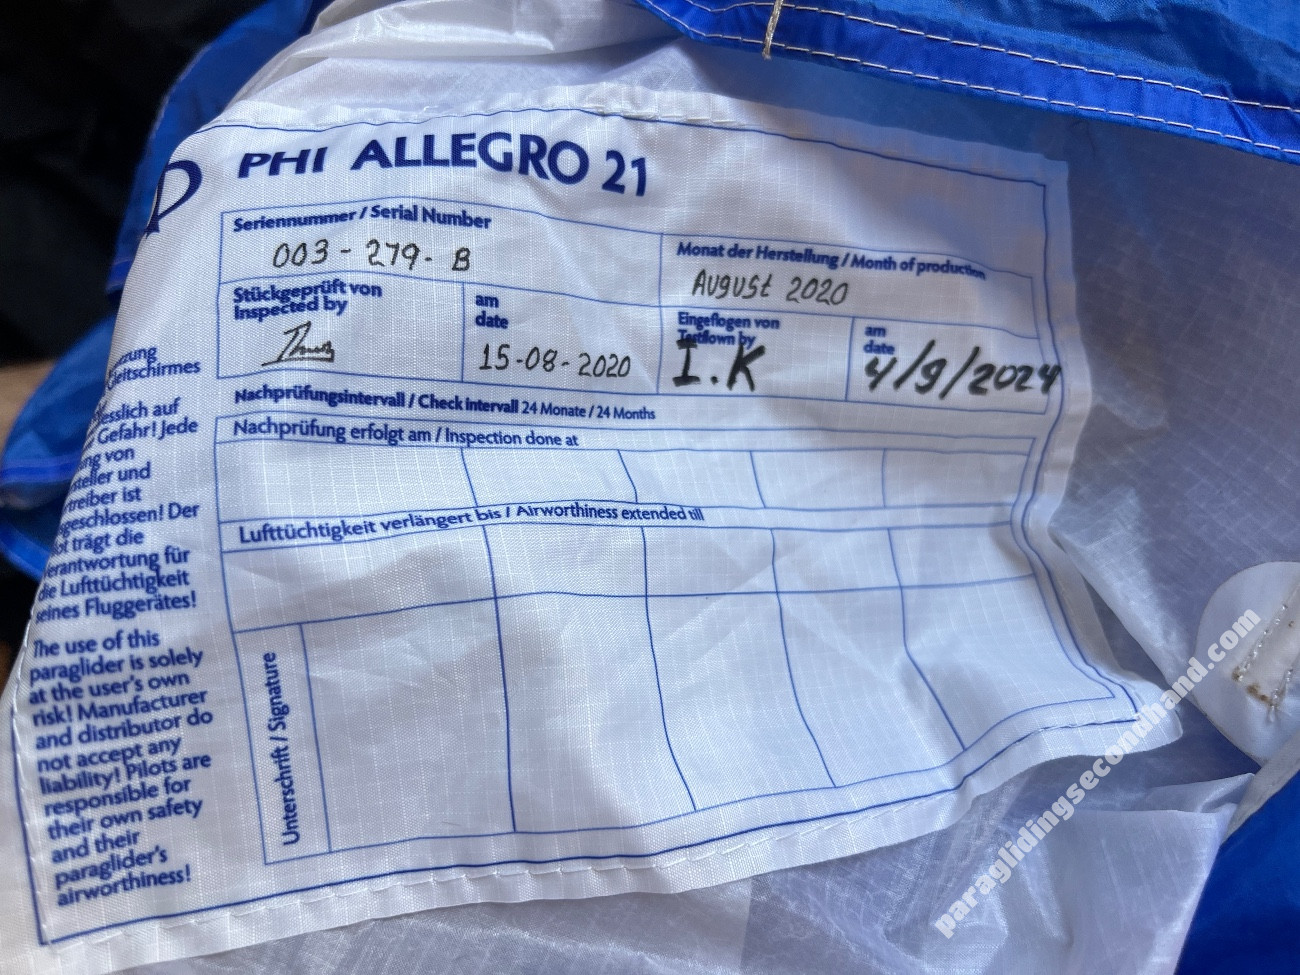 PHI ALLEGRO 21
Seriennummer / Serial Number
003-279-B
Monat der Herstellung / Month of production
August 2020
Stückgeprüft von
Inspected by
am
date
15-08-2020
Eingeflogen von
Testflown by
I.K
am
date
4/9/2024
Nachprüfungsintervall / Check intervall 24 Monate / 24 Months
Nachprüfung erfolgt am / Inspection done at
Lufttüchtigkeit verlängert bis / Airworthiness extended till
Unterschrift / Signature
auf
Gefahr! Jede
von
und
ist
Der
trägt die
für
die Lufttüchtigkeit
seines Fluggerätes!
The use of this
paraglider is solely
at the user's own
risk! Manufacturer
and distributor do
not accept any
liability! Pilots are
responsible for
their own safety
and their
paraglider's
airworthiness!
paraglidingsecondhand.com